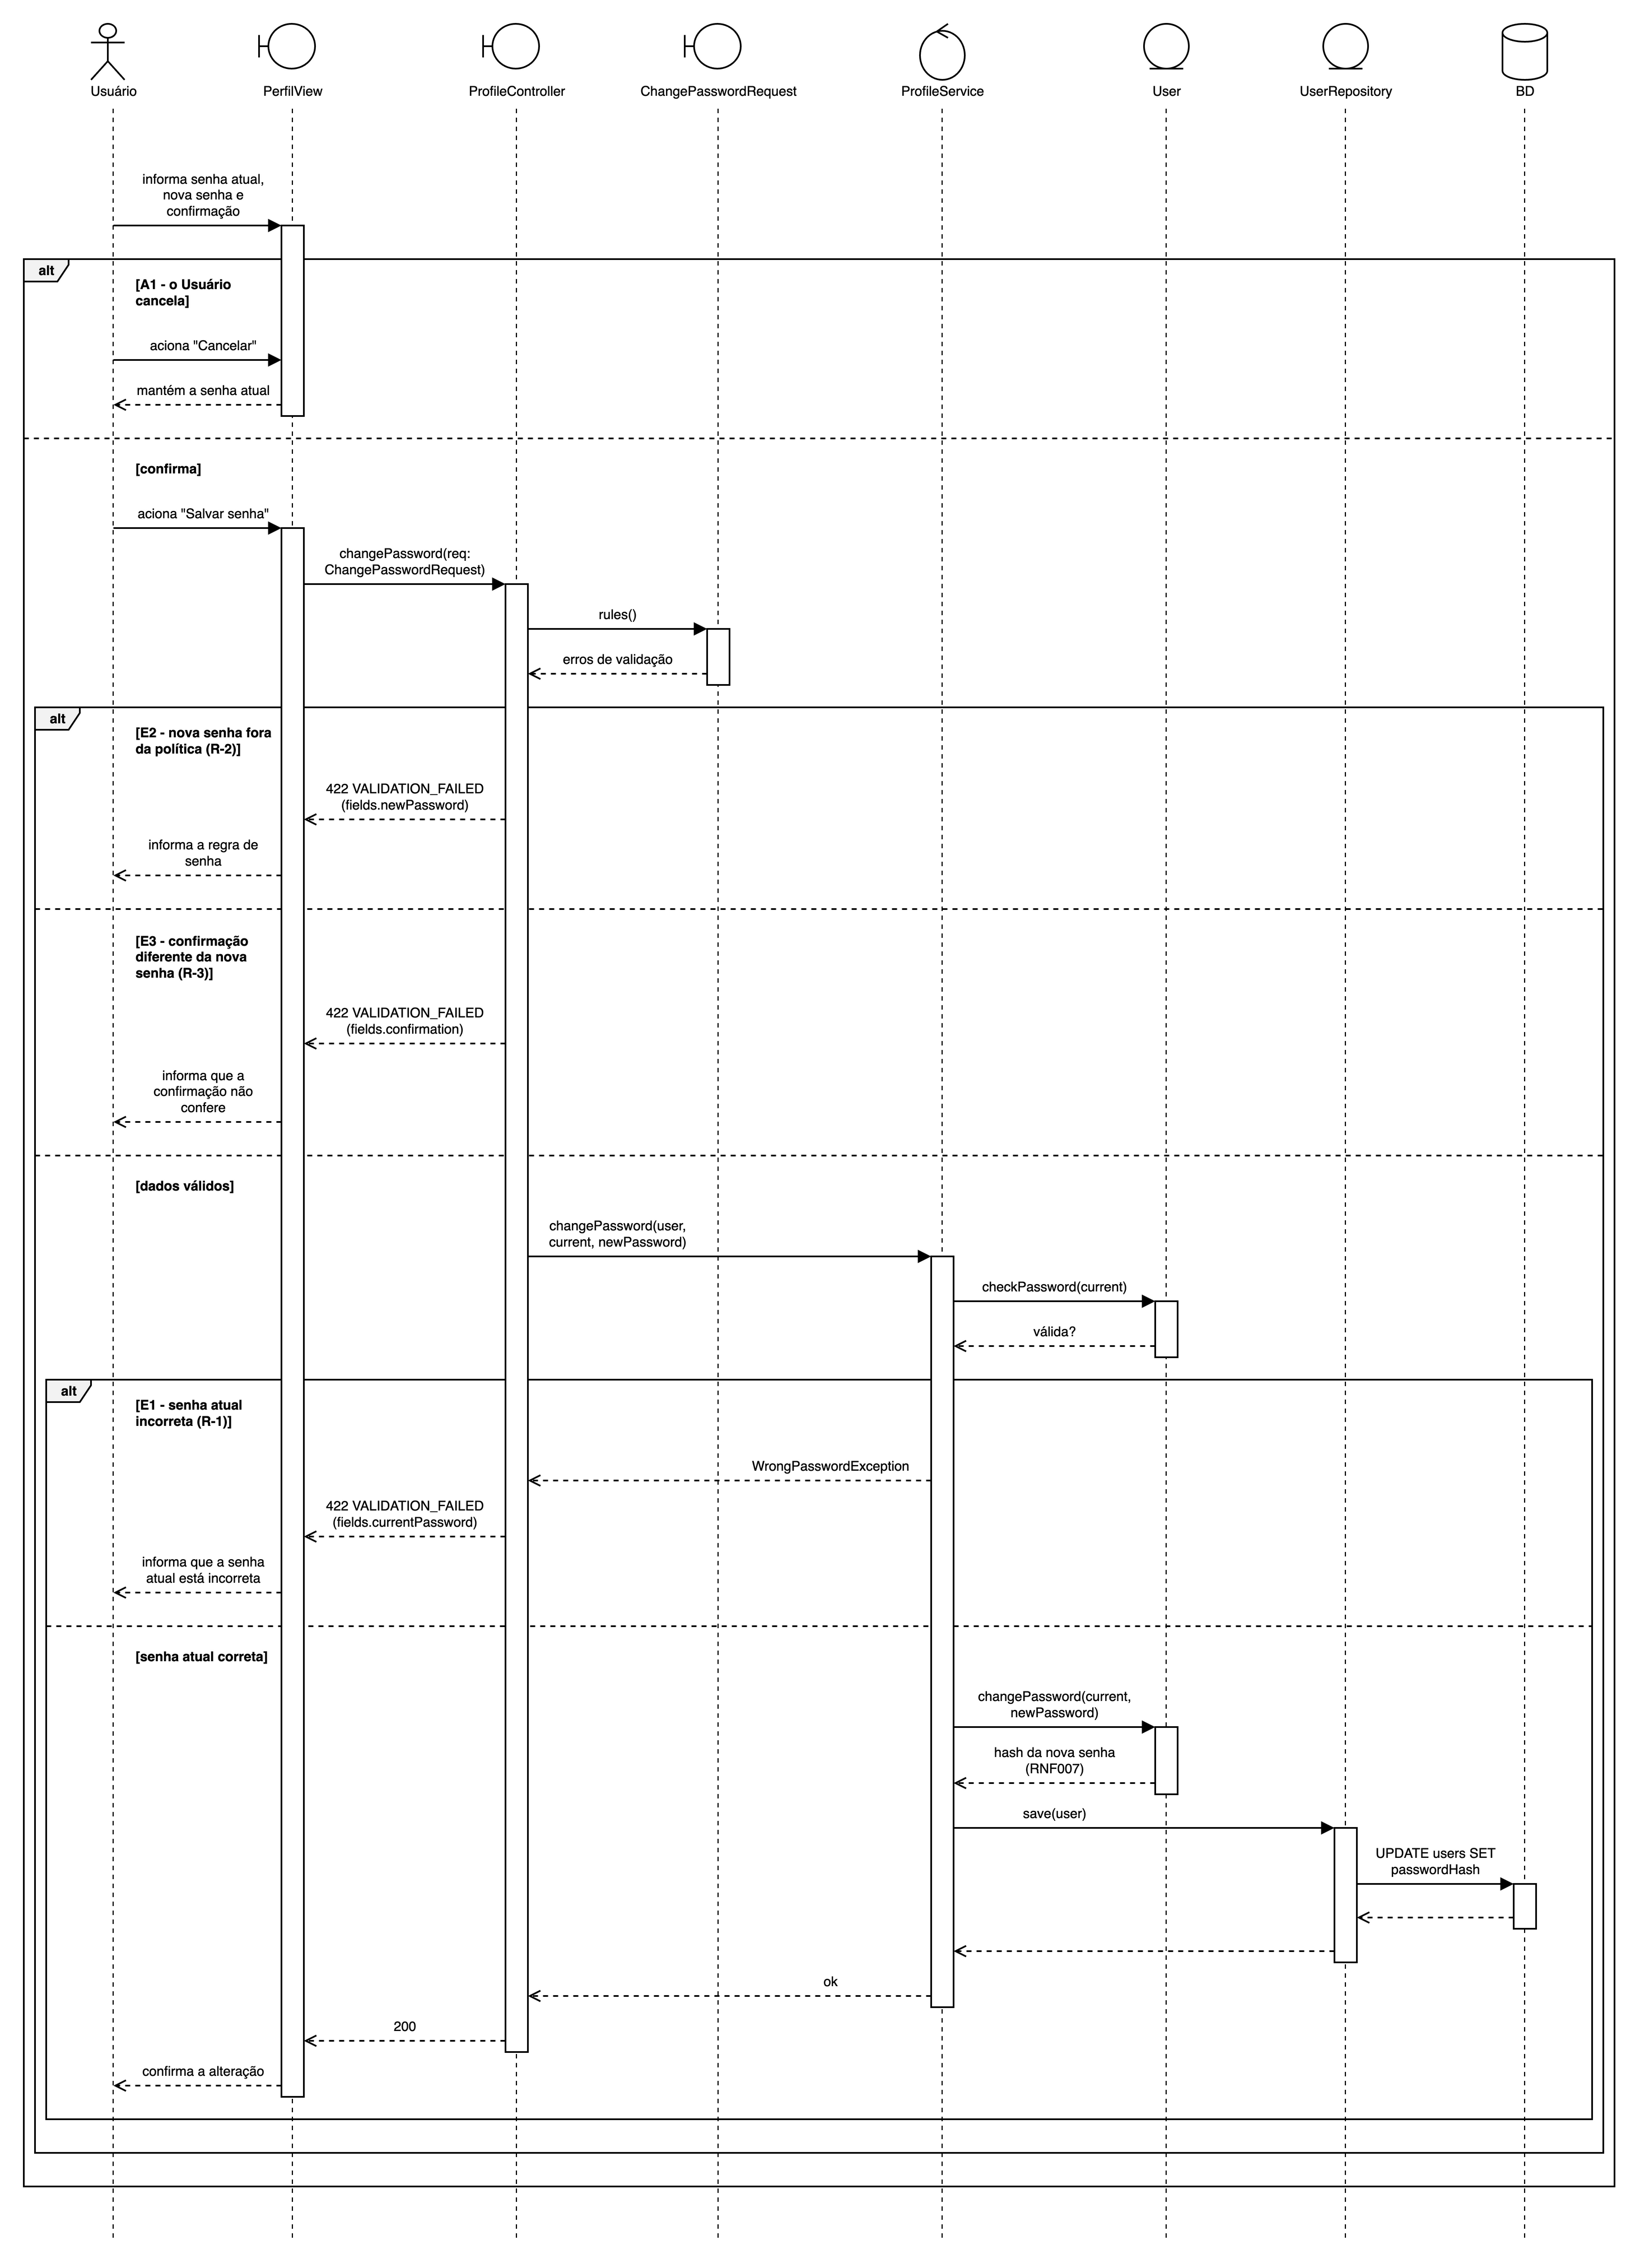 Usuário
PerfilView
ProfileController
ChangePasswordRequest
ProfileService
User
UserRepository
BD
informa senha atual,
nova senha e
confirmação
alt
[A1 - o Usuário
cancela]
aciona "Cancelar"
mantém a senha atual
[confirma]
aciona "Salvar senha"
changePassword(req:
ChangePasswordRequest)
rules()
erros de validação
alt
[E2 - nova senha fora
da política (R-2)]
422 VALIDATION_FAILED
(fields.newPassword)
informa a regra de
senha
[E3 - confirmação
diferente da nova
senha (R-3)]
422 VALIDATION_FAILED
(fields.confirmation)
informa que a
confirmação não
confere
[dados válidos]
changePassword(user,
current, newPassword)
checkPassword(current)
válida?
alt
[E1 - senha atual
incorreta (R-1)]
WrongPasswordException
422 VALIDATION_FAILED
(fields.currentPassword)
informa que a senha
atual está incorreta
[senha atual correta]
changePassword(current,
newPassword)
hash da nova senha
(RNF007)
save(user)
UPDATE users SET
passwordHash
ok
200
confirma a alteração